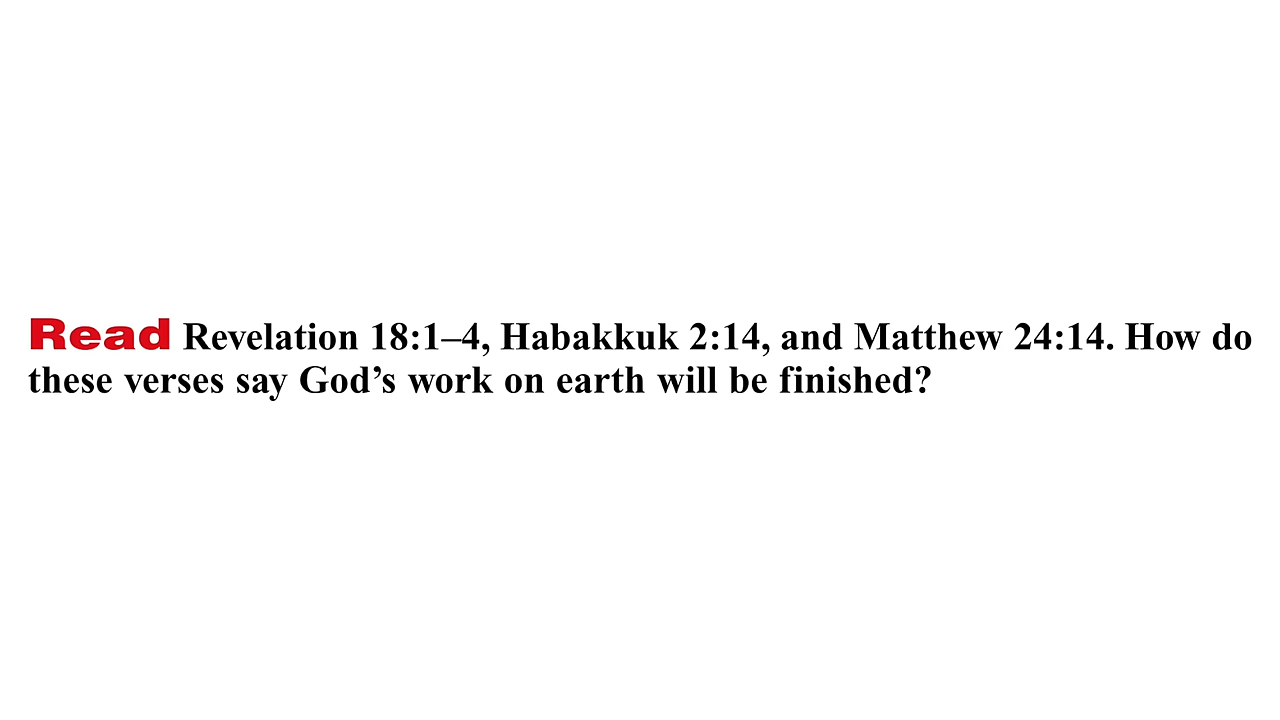 Read Revelation 18:1–4, Habakkuk 2:14, and Matthew 24:14. How do
these verses say God’s work on earth will be finished?